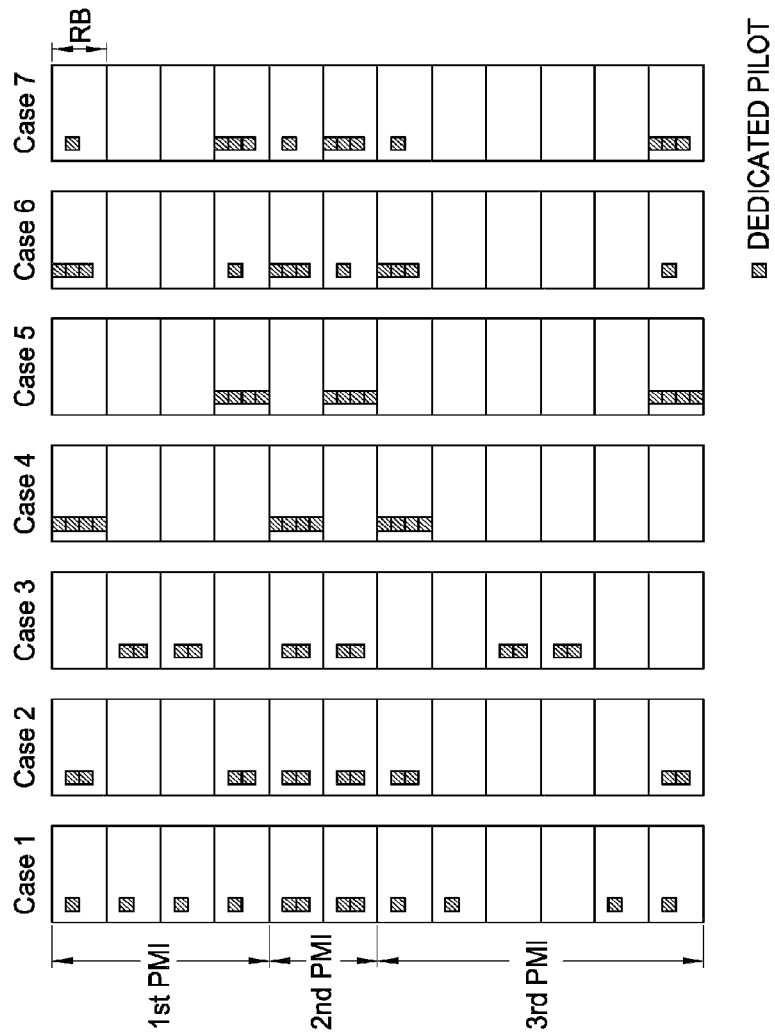 Case 1
Case 2
Case 3
Case 4
Case 5
Case 6
Case 7
RB
1st PMI
2nd PMI
3rd PMI
DEDICATED PILOT